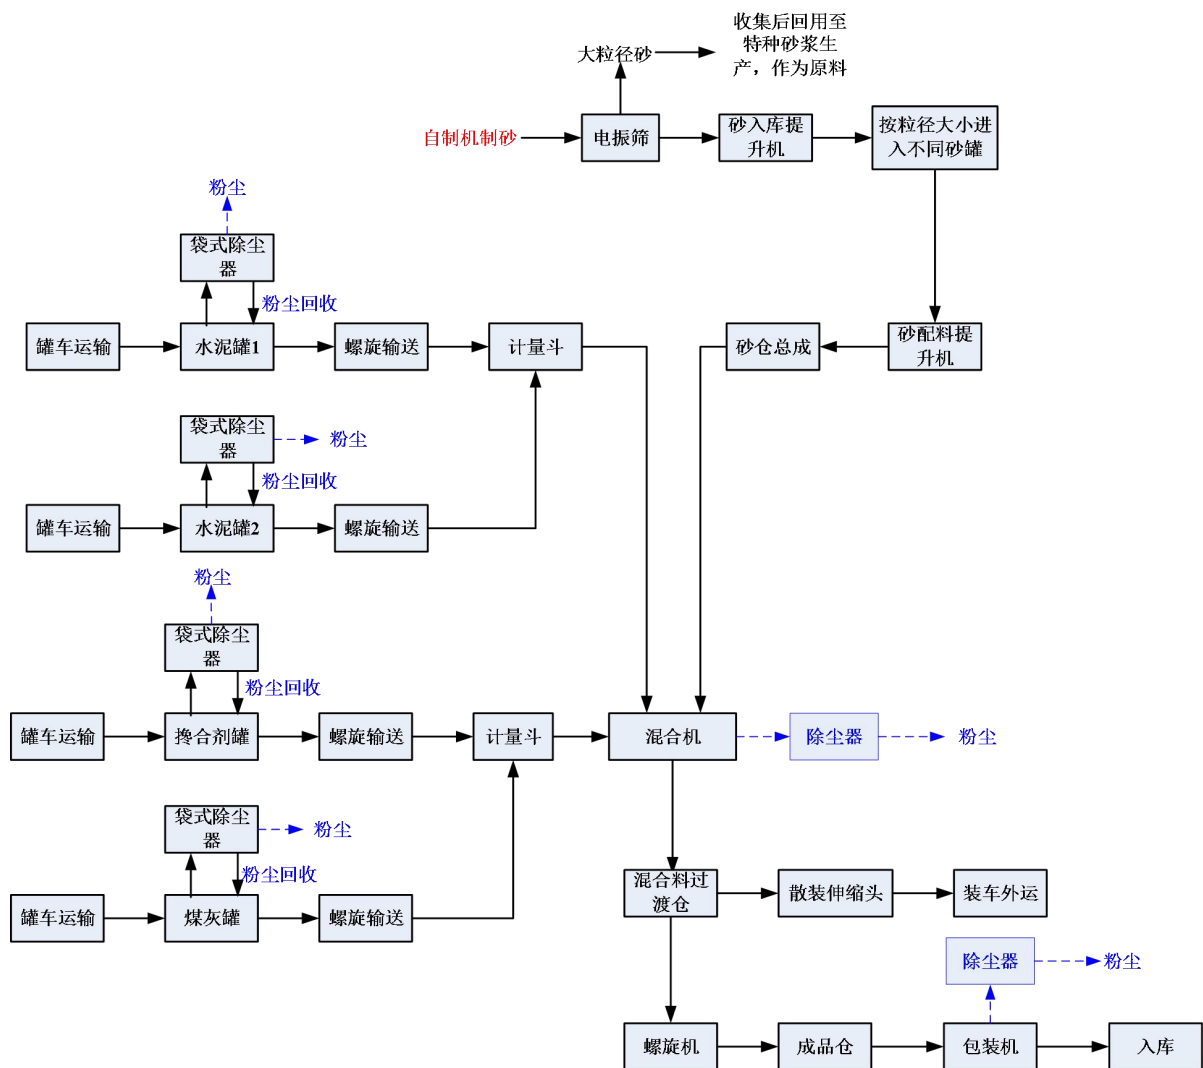 收集后回用至
特种砂浆生
产，作为原料
大粒径砂
自制机制砂
电振筛
砂入库提
升机
按粒径大小进
入不同砂罐
粉尘
袋式除尘
器
粉尘回收
罐车运输
水泥罐1
螺旋输送
计量斗
砂仓总成
砂配料提
升机
袋式除尘
器
粉尘
粉尘回收
罐车运输
水泥罐2
螺旋输送
粉尘
袋式除尘
器
粉尘回收
罐车运输
搀合剂罐
螺旋输送
计量斗
混合机
除尘器
粉尘
袋式除尘
器
粉尘
粉尘回收
罐车运输
煤灰罐
螺旋输送
混合料过
渡仓
散装伸缩头
装车外运
除尘器
粉尘
螺旋机
成品仓
包装机
入库